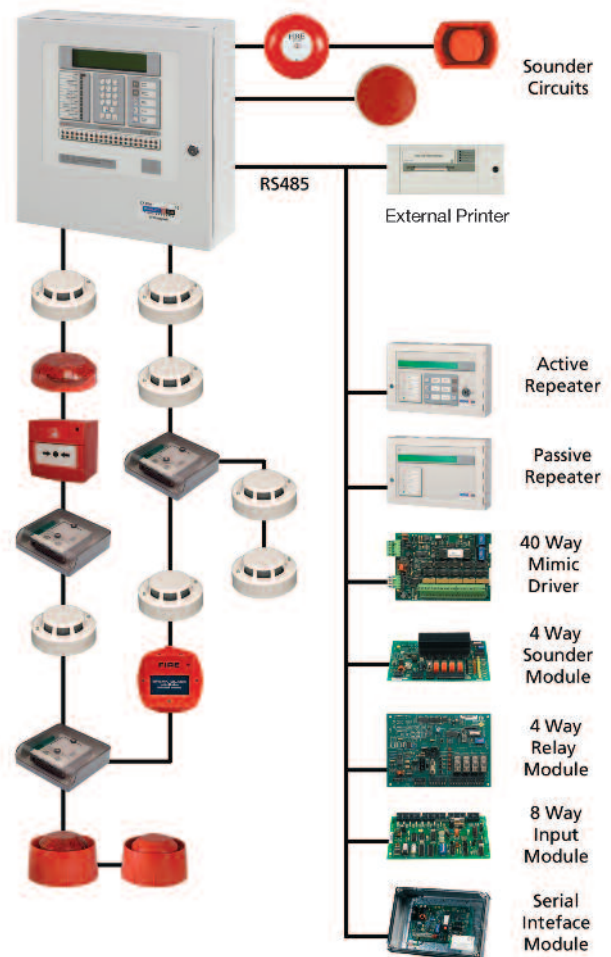 FIRE
Sounder
Circuits
RS485
External Printer
Active
Repeater
Passive
Repeater
40 Way
Mimic
Driver
4 Way
Sounder
Module
FIRE
4 Way
Relay
Module
8 Way
Input
Module
Serial
Inteface
Module